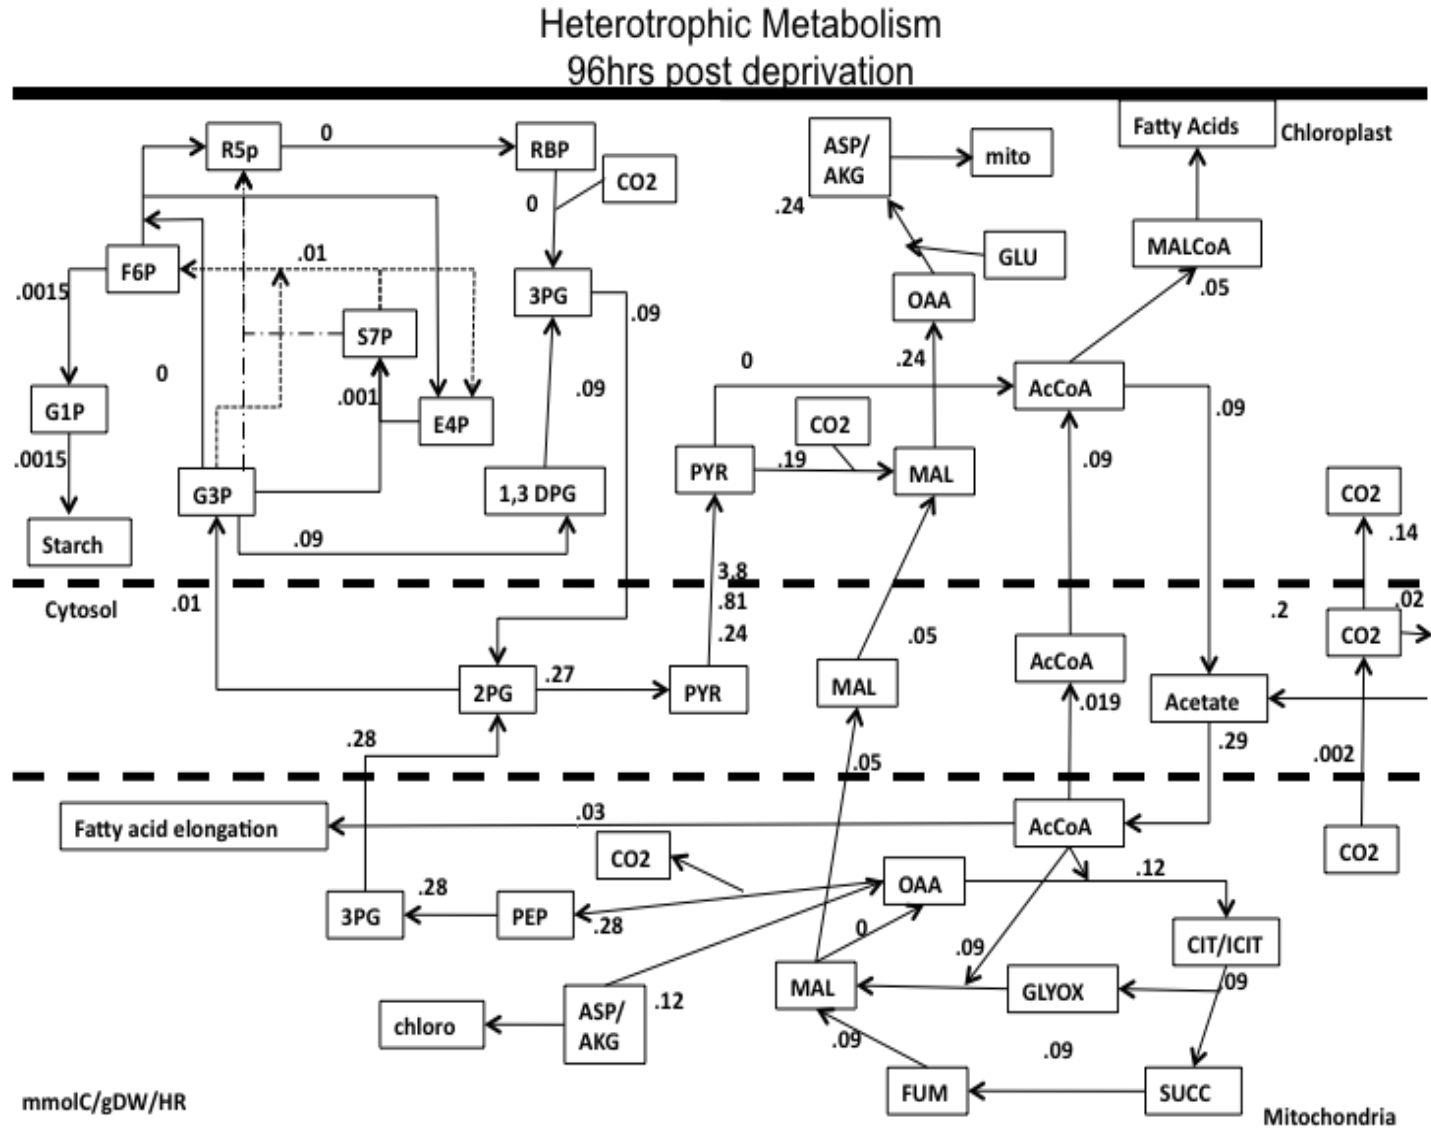 Heterotrophic Metabolism
96hrs post deprivation
R5p
0
RBP
CO2
0
ASP/
AKG
mito
.24
Fatty Acids
Chloroplast
F6P
.01
.0015
3PG
.09
GLU
OAA
MALCoA
.05
S7P
0
G1P
.001
E4P
.09
0
.24
AcCoA
.09
.0015
CO2
PYR
.19
MAL
.09
G3P
1,3 DPG
CO2
.14
Starch
.09
Cytosol
.01
3.8
.81
.24
.05
.2
.02
CO2
AcCoA
2PG
.27
PYR
MAL
.019
Acetate
.28
.05
.29
.002
Fatty acid elongation
.03
AcCoA
CO2
CO2
OAA
.12
3PG
.28
PEP
.28
0
.09
CIT/ICIT
MAL
GLYOX
09
chloro
ASP/
AKG
.12
.09
.09
FUM
SUCC
mmolC/gDW/HR
Mitochondria